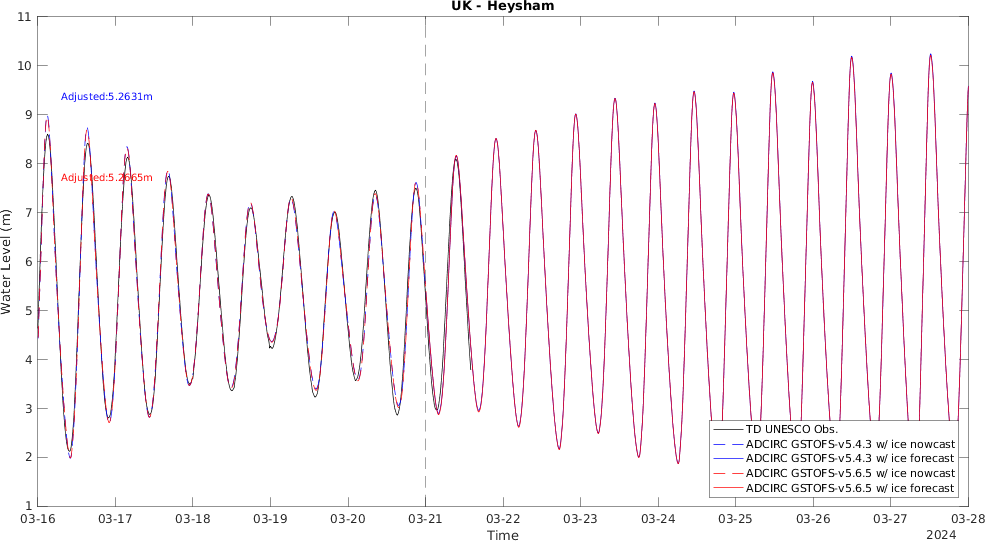 UK - Heysham
11
10
9
8
7
6
5
4
3
2
1
Water Level (m)
Adjusted:5.2631m
Adjusted:5.2665m
TD UNESCO Obs.
ADCIRC GSTOFS-v5.4.3 w/ ice nowcast
ADCIRC GSTOFS-v5.4.3 w/ ice forecast
ADCIRC GSTOFS-v5.6.5 w/ ice nowcast
ADCIRC GSTOFS-v5.6.5 w/ ice forecast
03-16 03-17 03-18 03-19 03-20 03-21 03-22 03-23 03-24 03-25 03-26 03-27 03-28
Time
2024